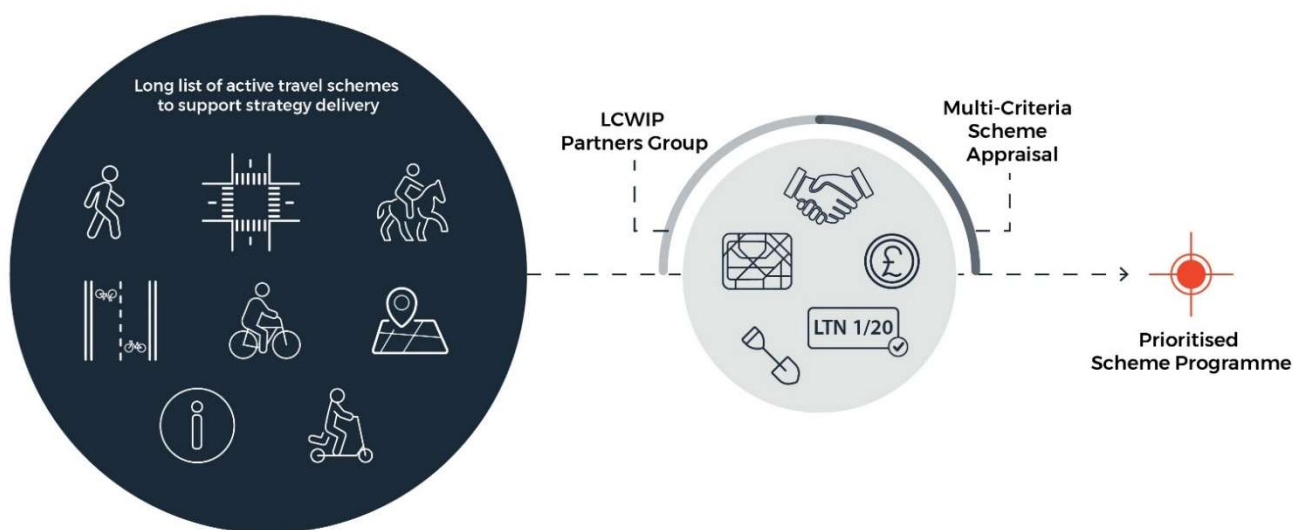 Long list of active travel schemes
to support strategy delivery
LCWIP
Partners Group
Multi-Criteria
Scheme
Appraisal
£
LTN 1/20
Prioritised
Scheme Programme